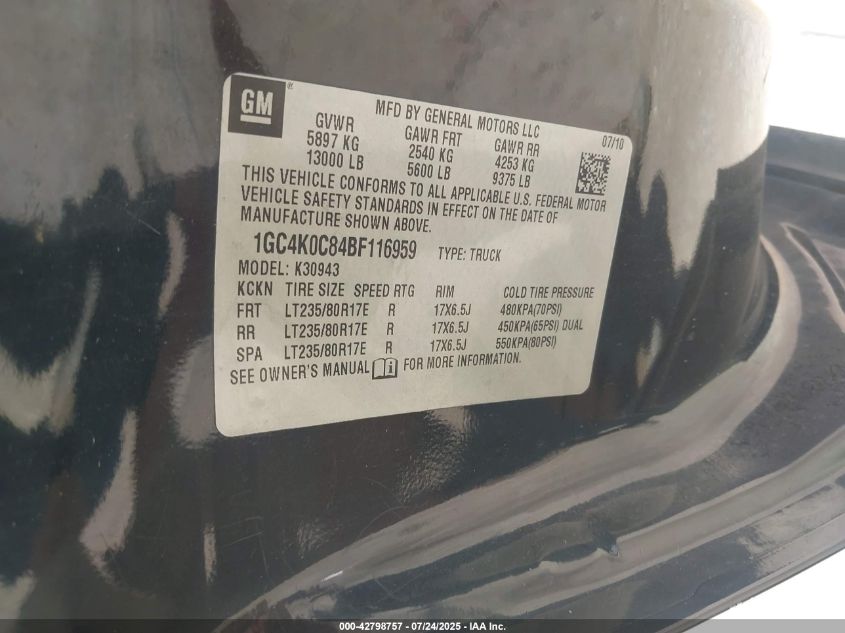 GM
MFD BY GENERAL MOTORS LLC
07/10
GVWR GAWR FRT GAWR RR
5897 KG 2540 KG 4253 KG
13000 LB 5600 LB 9375 LB
THIS VEHICLE CONFORMS TO ALL APPLICABLE U.S. FEDERAL MOTOR
VEHICLE SAFETY STANDARDS IN EFFECT ON THE DATE OF
MANUFACTURE SHOWN ABOVE.
1GC4K0C84BF116959 TYPE: TRUCK
MODEL: K30943
KCKN TIRE SIZE SPEED RTG RIM COLD TIRE PRESSURE
FRT LT235/80R17E R 17X6.5J 480KPA(70PSI)
RR LT235/80R17E R 17X6.5J 450KPA(65PSI) DUAL
SPA LT235/80R17E R 17X6.5J 550KPA(80PSI)
SEE OWNER'S MANUAL FOR MORE INFORMATION.
000-42798757 - 07/24/2025 - IAA Inc.